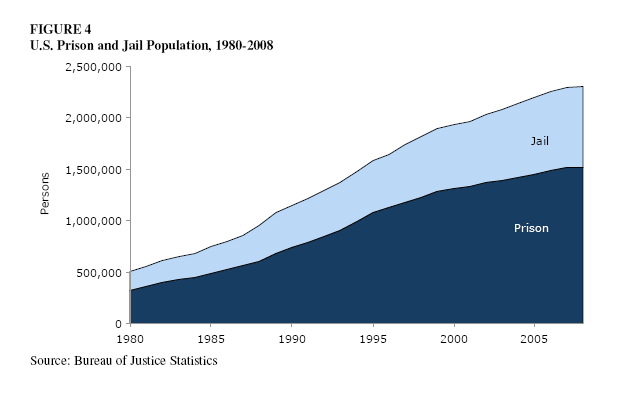 FIGURE 4
U.S. Prison and Jail Population, 1980-2008
2,500,000
2,000,000
1,500,000
1,000,000
500,000
0
Persons
Jail
Prison
1980 1985 1990 1995 2000 2005
Source: Bureau of Justice Statistics